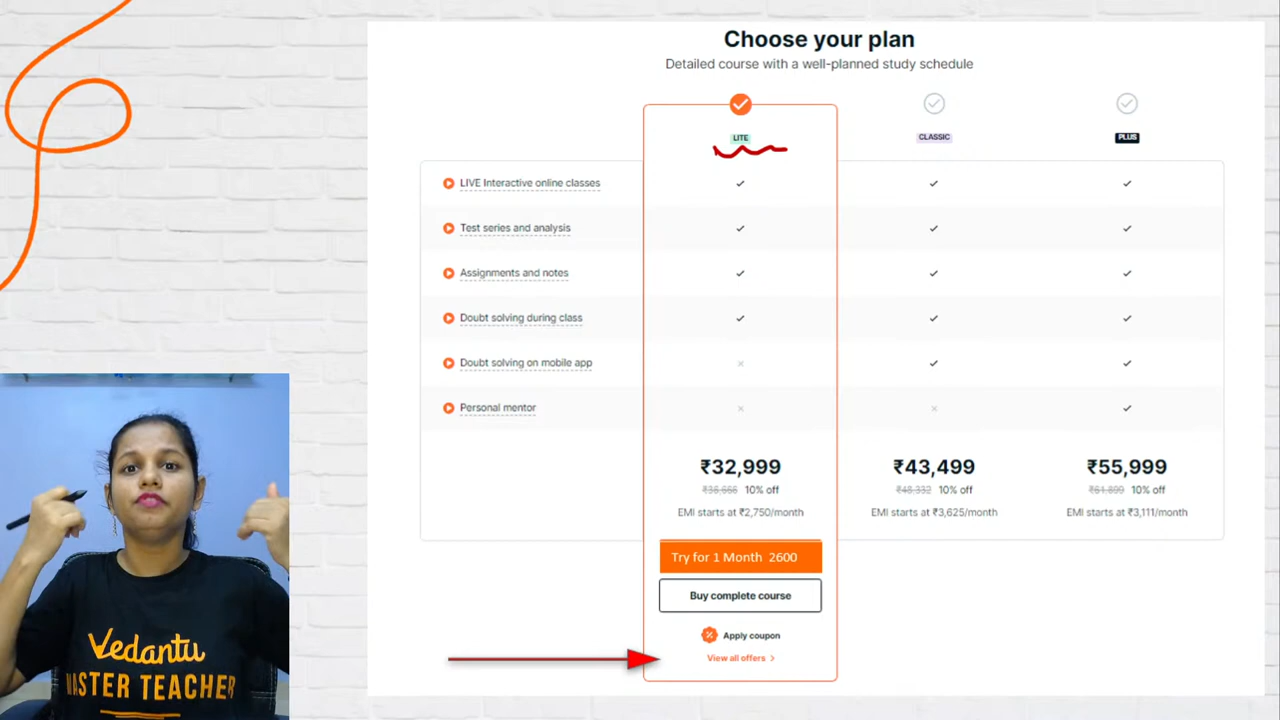 Choose your plan
Detailed course with a well-planned study schedule
LITE CLASSIC PLUS
LIVE Interactive online classes
Test series and analysis
Assignments and notes
Doubt solving during class
Doubt solving on mobile app
Personal mentor
₹32,999 ₹43,499 ₹55,999
10% off ₹48,332 10% off ₹61,899 10% off
EMI starts at ₹2,750/month EMI starts at ₹3,625/month EMI starts at ₹3,111/month
Try for 1 Month 2600
Buy complete course
Apply coupon
View all offers >
Vedantu
MASTER TEACHER